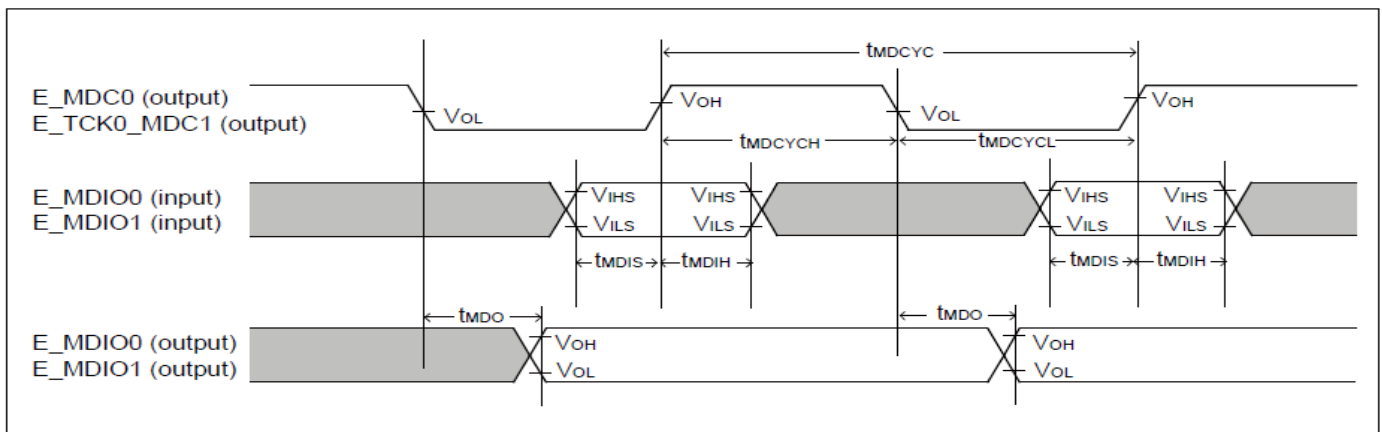 tMDCYC
E_MDC0 (output)
E_TCK0_MDC1 (output)
VOL
VOH
VOL
VOH
tMDCYCH
tMDCYCL
E_MDIO0 (input)
E_MDIO1 (input)
VIHS
VIHS
VIHS
VIHS
VILS
VILS
VILS
VILS
tMDIS
tMDIH
tMDIS
tMDIH
tMDO
tMDO
E_MDIO0 (output)
E_MDIO1 (output)
VOH
VOH
VOL
VOL